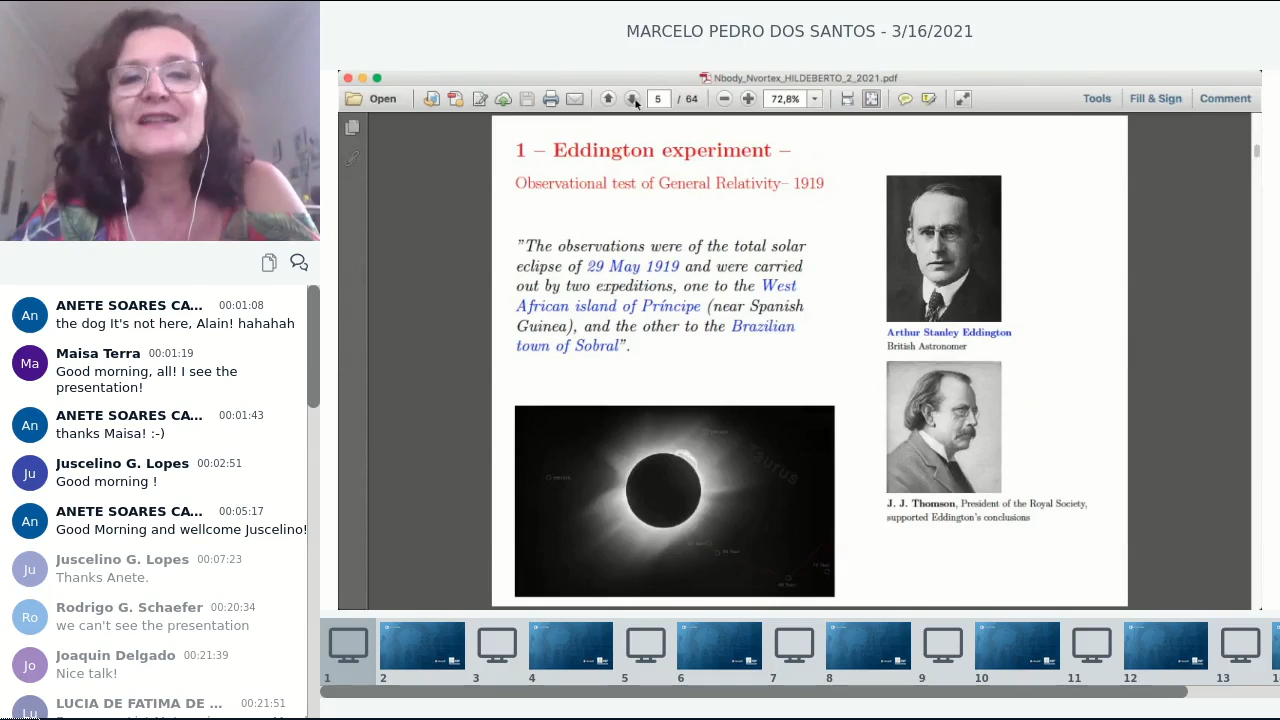 MARCELO PEDRO DOS SANTOS - 3/16/2021
Nbody_Nvortex_HILDEBERTO_2_2021.pdf
Open
5 / 64
72,8%
Tools
Fill & Sign
Comment
1 – Eddington experiment –
Observational test of General Relativity– 1919
”The observations were of the total solar
eclipse of 29 May 1919 and were carried
out by two expeditions, one to the West
African island of Príncipe (near Spanish
Guinea), and the other to the Brazilian
town of Sobral”.
Taurus
Arthur Stanley Eddington
British Astronomer
J. J. Thomson, President of the Royal Society,
supported Eddington's conclusions
An
ANETE SOARES CA... 00:01:08
the dog It's not here, Alain! hahahah
Ma
Maisa Terra 00:01:19
Good morning, all! I see the
presentation!
An
ANETE SOARES CA... 00:01:43
thanks Maisa! :-)
Ju
Juscelino G. Lopes 00:02:51
Good morning !
An
ANETE SOARES CA... 00:05:17
Good Morning and wellcome Juscelino!
Ju
Juscelino G. Lopes 00:07:23
Thanks Anete.
Ro
Rodrigo G. Schaefer 00:20:34
we can't see the presentation
Jo
Joaquin Delgado 00:21:39
Nice talk!
Lu
LUCIA DE FATIMA DE ... 00:21:51
1 2 3 4 5 6 7 8 9 10 11 12 13